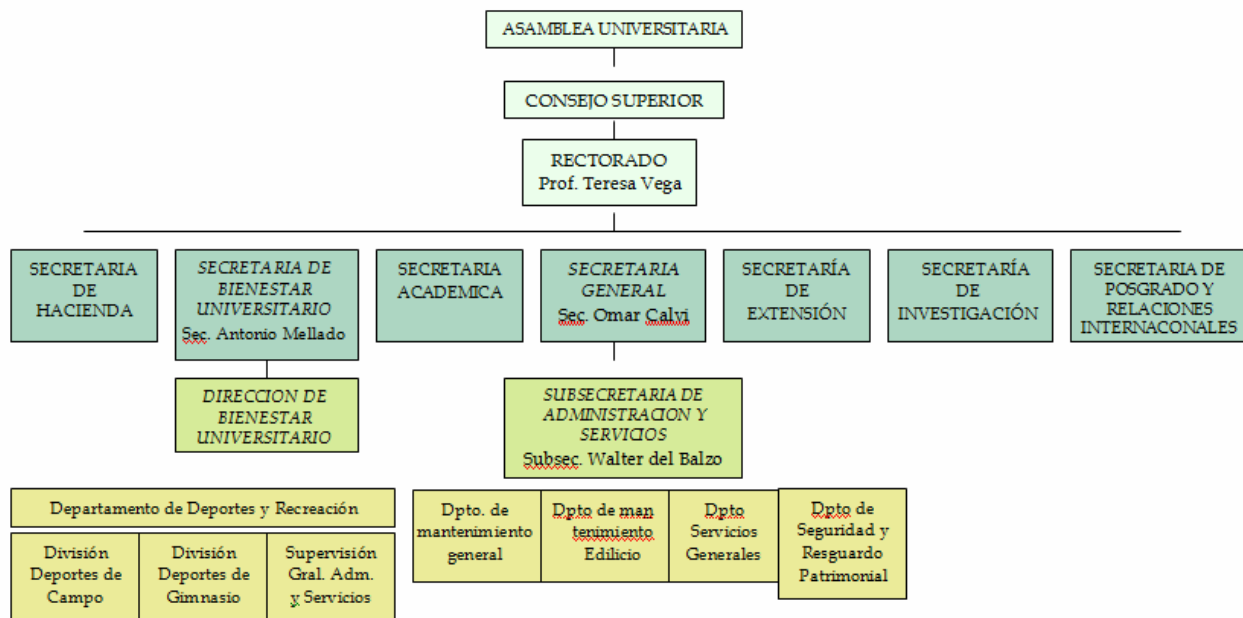 ASAMBLEA UNIVERSITARIA
CONSEJO SUPERIOR
RECTORADO
Prof. Teresa Vega
SECRETARIA
DE
HACIENDA
SECRETARIA DE
BIENESTAR
UNIVERSITARIO
Sec. Antonio Mellado
SECRETARIA
ACADEMICA
SECRETARIA
GENERAL
Sec. Omar Calvi
SECRETARÍA
DE
EXTENSIÓN
SECRETARÍA
DE
INVESTIGACIÓN
SECRETARIA DE
POSGRADO Y
RELACIONES
INTERNACONALES
DIRECCION DE
BIENESTAR
UNIVERSITARIO
SUBSECRETARIA DE
ADMINISTRACION Y
SERVICIOS
Subsec. Walter del Balzo
Departamento de Deportes y Recreación
División
Deportes de
Campo
División
Deportes de
Gimnasio
Supervisión
Gral. Adm.
y Servicios
Dpto. de
mantenimiento
general
Dpto de man
tenimiento
Edilicio
Dpto
Servicios
Generales
Dpto de
Seguridad y
Resguardo
Patrimonial